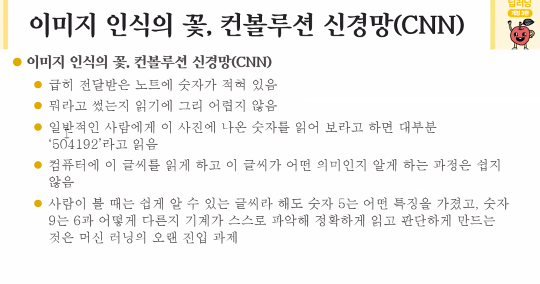 이미지 인식의 꽃, 컨볼루션 신경망(CNN)
이미지 인식의 꽃, 컨볼루션 신경망(CNN)
급히 전달받은 노트에 숫자가 적혀 있음
뭐라고 썼는지 읽기에 그리 어렵지 않음
일반적인 사람에게 이 사진에 나온 숫자를 읽어 보라고 하면 대부분
‘504192’라고 읽음
컴퓨터에 이 글씨를 읽게 하고 이 글씨가 어떤 의미인지 알게 하는 과정은 쉽지
않음
사람이 볼 때는 쉽게 알 수 있는 글씨라 해도 숫자 5는 어떤 특징을 가졌고, 숫자
9는 6과 어떻게 다른지 기계가 스스로 파악해 정확하게 읽고 판단하게 만드는
것은 머신 러닝의 오랜 진입 과제